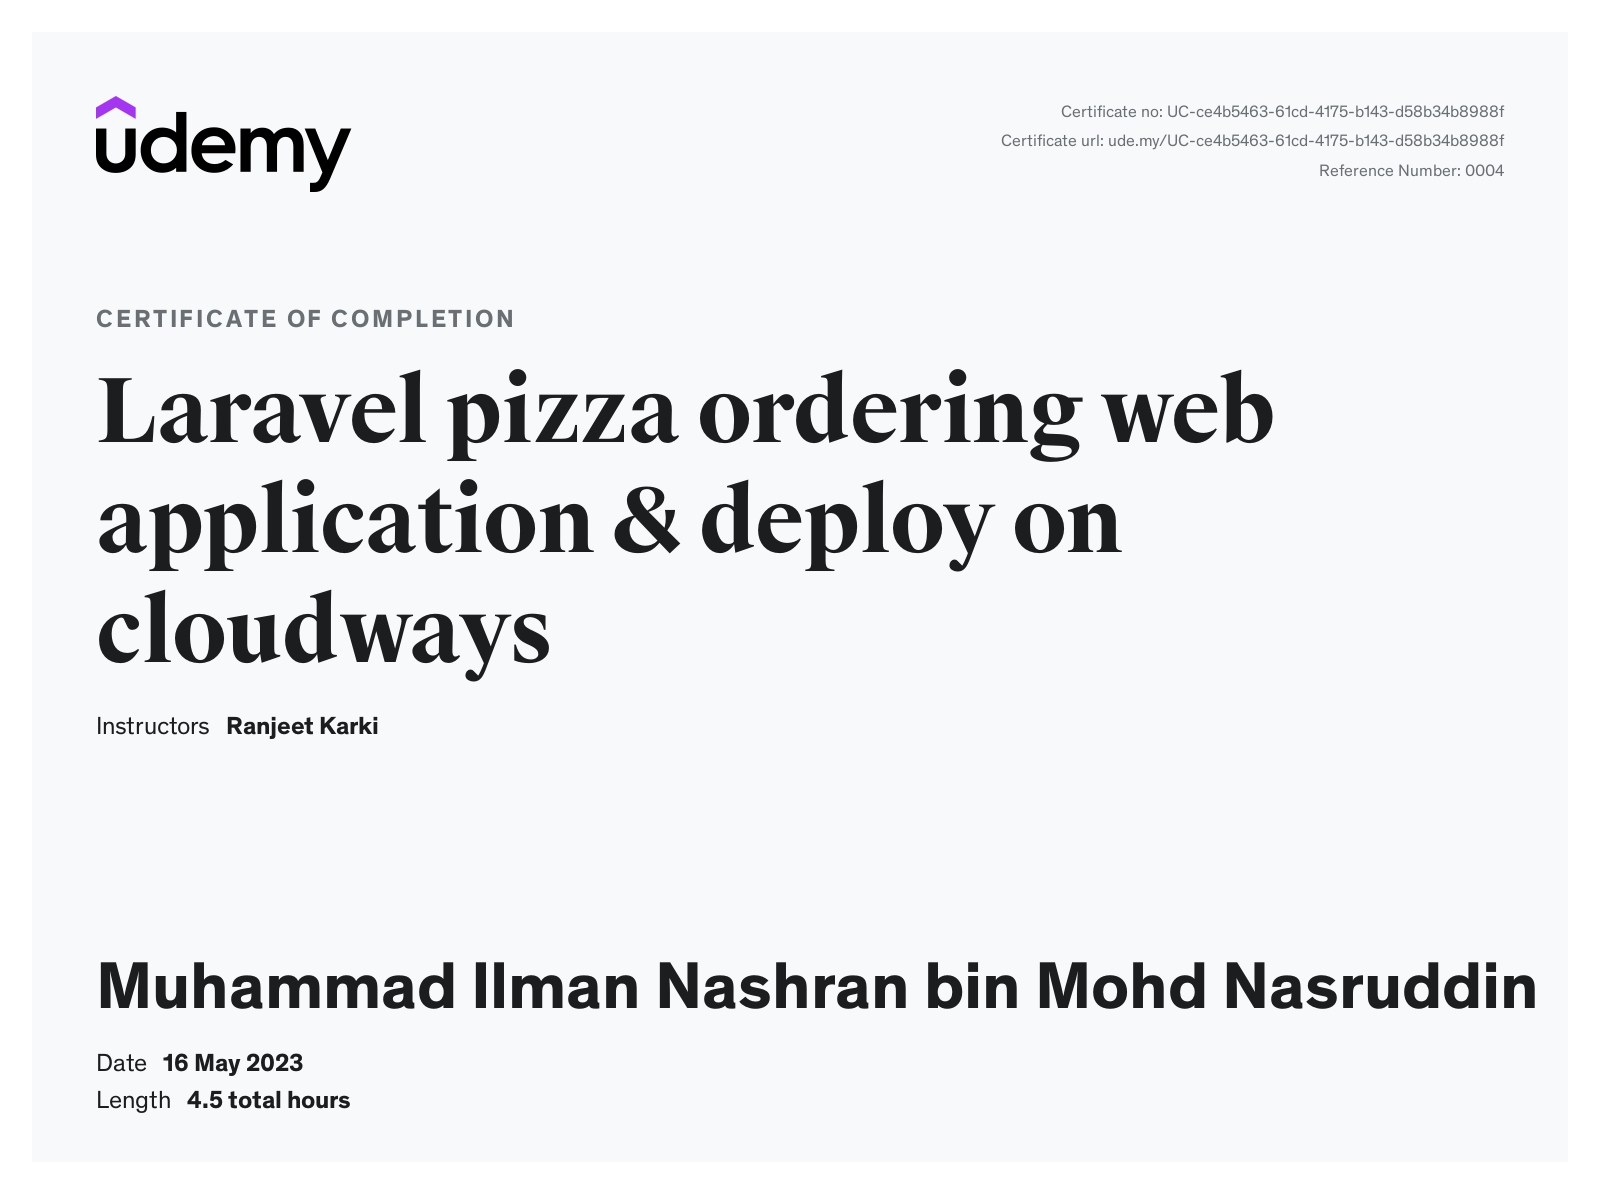 udemy
Certificate no: UC-ce4b5463-61cd-4175-b143-d58b34b8988f
Certificate url: ude.my/UC-ce4b5463-61cd-4175-b143-d58b34b8988f
Reference Number: 0004
CERTIFICATE OF COMPLETION
Laravel pizza ordering web
application & deploy on
cloudways
Instructors Ranjeet Karki
Muhammad Ilman Nashran bin Mohd Nasruddin
Date 16 May 2023
Length 4.5 total hours